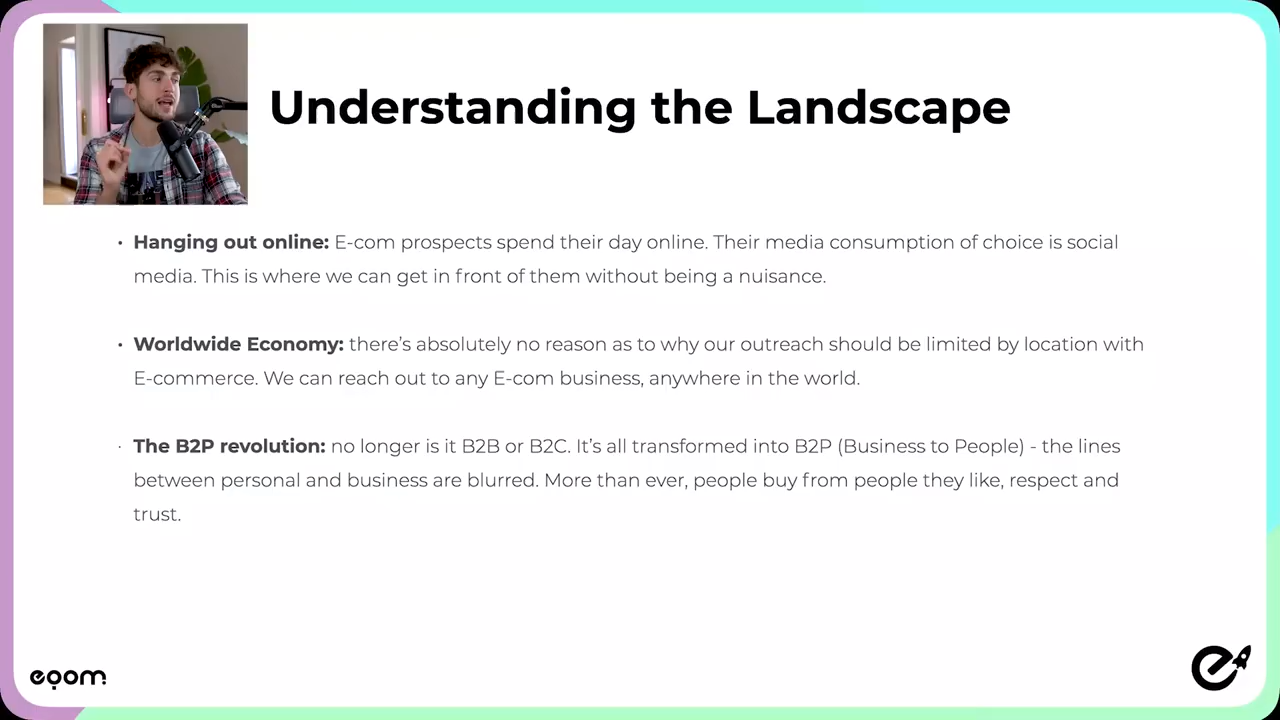 Understanding the Landscape
• Hanging out online: E-com prospects spend their day online. Their media consumption of choice is social
media. This is where we can get in front of them without being a nuisance.
• Worldwide Economy: there's absolutely no reason as to why our outreach should be limited by location with
E-commerce. We can reach out to any E-com business, anywhere in the world.
· The B2P revolution: no longer is it B2B or B2C. It's all transformed into B2P (Business to People) - the lines
between personal and business are blurred. More than ever, people buy from people they like, respect and
trust.
eqom